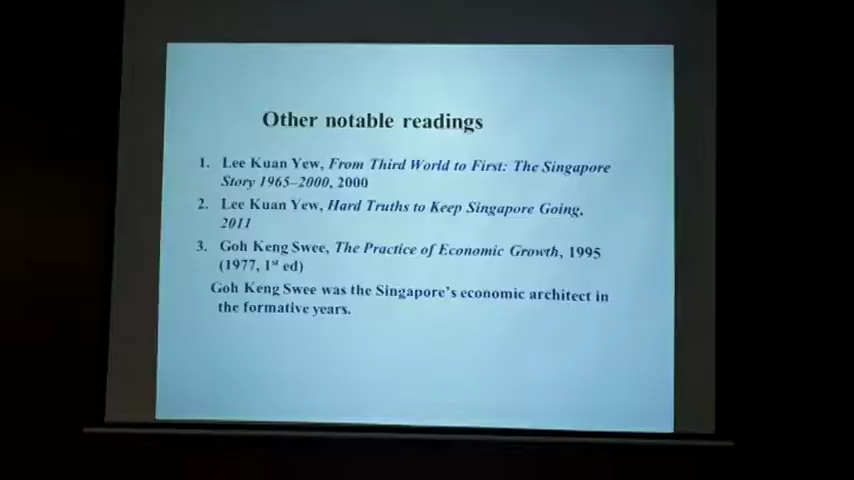 Other notable readings
1. Lee Kuan Yew, From Third World to First: The Singapore
Story 1965–2000, 2000
2. Lee Kuan Yew, Hard Truths to Keep Singapore Going,
2011
3. Goh Keng Swee, The Practice of Economic Growth, 1995
(1977, 1st ed)
Goh Keng Swee was the Singapore's economic architect in
the formative years.